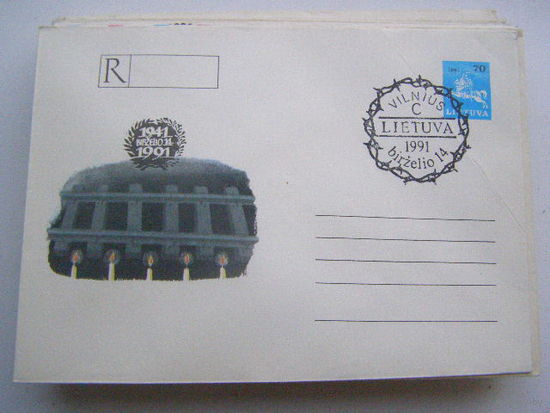 R
70
LIETUVA
VILNIUS
C
LIETUVA
1991
birželio 14
1941
BIRŽELIO 14
1991